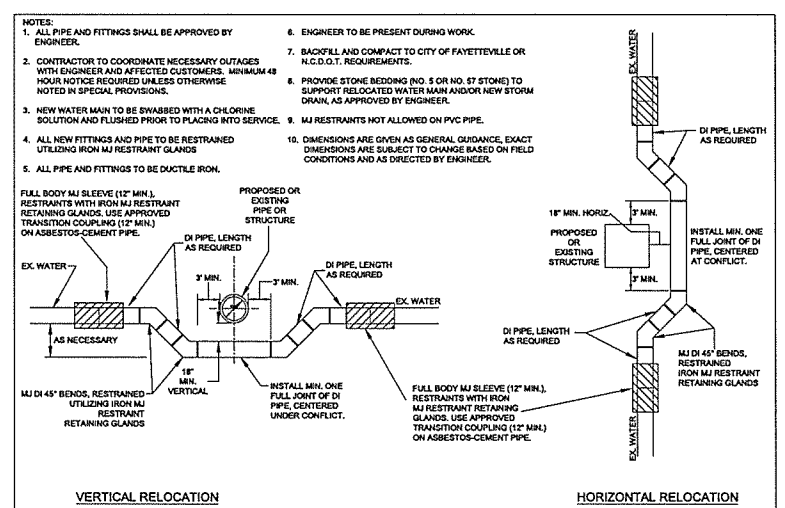 NOTES:
1. ALL PIPE AND FITTINGS SHALL BE APPROVED BY
ENGINEER.
2. CONTRACTOR TO COORDINATE NECESSARY OUTAGES
WITH ENGINEER AND AFFECTED CUSTOMERS. MINIMUM 48
HOUR NOTICE REQUIRED UNLESS OTHERWISE
NOTED IN SPECIAL PROVISIONS.
3. NEW WATER MAIN TO BE SWABBED WITH A CHLORINE
SOLUTION AND FLUSHED PRIOR TO PLACING INTO SERVICE.
4. ALL NEW FITTINGS AND PIPE TO BE RESTRAINED
UTILIZING IRON MJ RESTRAINT GLANDS
5. ALL PIPE AND FITTINGS TO BE DUCTILE IRON.
6. ENGINEER TO BE PRESENT DURING WORK.
7. BACKFILL AND COMPACT TO CITY OF FAYETTEVILLE OR
N.C.D.O.T. REQUIREMENTS.
8. PROVIDE STONE BEDDING (NO. 5 OR NO. 57 STONE) TO
SUPPORT RELOCATED WATER MAIN AND/OR NEW STORM
DRAIN, AS APPROVED BY ENGINEER.
9. MJ RESTRAINTS NOT ALLOWED ON PVC PIPE.
10. DIMENSIONS ARE GIVEN AS GENERAL GUIDANCE, EXACT
DIMENSIONS ARE SUBJECT TO CHANGE BASED ON FIELD
CONDITIONS AND AS DIRECTED BY ENGINEER.
FULL BODY MJ SLEEVE (12" MIN.),
RESTRAINTS WITH IRON MJ RESTRAINT
RETAINING GLANDS. USE APPROVED
TRANSITION COUPLING (12" MIN.)
ON ASBESTOS-CEMENT PIPE.
PROPOSED OR
EXISTING
PIPE OR
STRUCTURE
DI PIPE, LENGTH
AS REQUIRED
3' MIN.
3' MIN.
DI PIPE, LENGTH
AS REQUIRED
EX. WATER
EX. WATER
AS NECESSARY
18"
MIN.
VERTICAL
MJ DI 45° BENDS, RESTRAINED
UTILIZING IRON MJ
RESTRAINT
RETAINING GLANDS
INSTALL MIN. ONE
FULL JOINT OF DI
PIPE, CENTERED
UNDER CONFLICT.
FULL BODY MJ SLEEVE (12" MIN.),
RESTRAINTS WITH IRON
MJ RESTRAINT RETAINING
GLANDS. USE APPROVED
TRANSITION COUPLING (12" MIN.)
ON ASBESTOS-CEMENT PIPE.
VERTICAL RELOCATION
EX. WATER
DI PIPE, LENGTH
AS REQUIRED
18" MIN. HORIZ.
3' MIN.
PROPOSED
OR
EXISTING
STRUCTURE
3' MIN.
INSTALL MIN. ONE
FULL JOINT OF DI
PIPE, CENTERED
AT CONFLICT.
DI PIPE, LENGTH
AS REQUIRED
MJ DI 45° BENDS,
RESTRAINED
IRON MJ RESTRAINT
RETAINING GLANDS
EX. WATER
HORIZONTAL RELOCATION